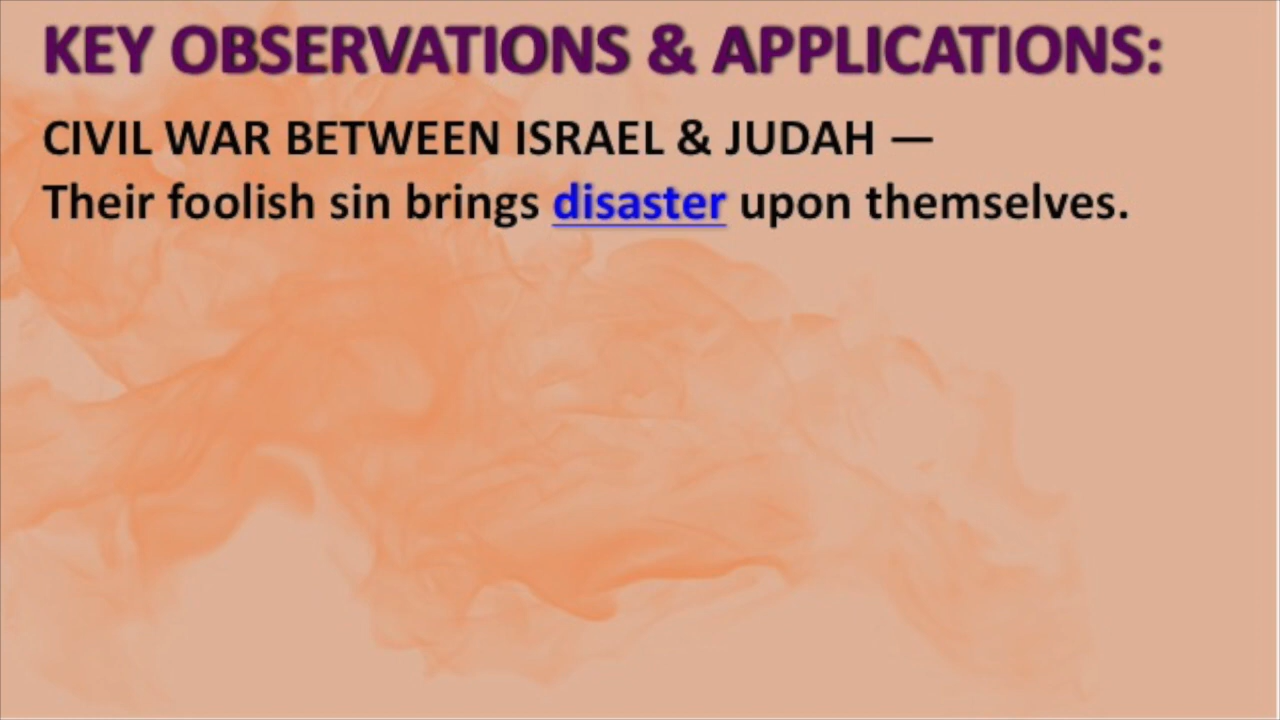 KEY OBSERVATIONS & APPLICATIONS:
CIVIL WAR BETWEEN ISRAEL & JUDAH —
Their foolish sin brings disaster upon themselves.